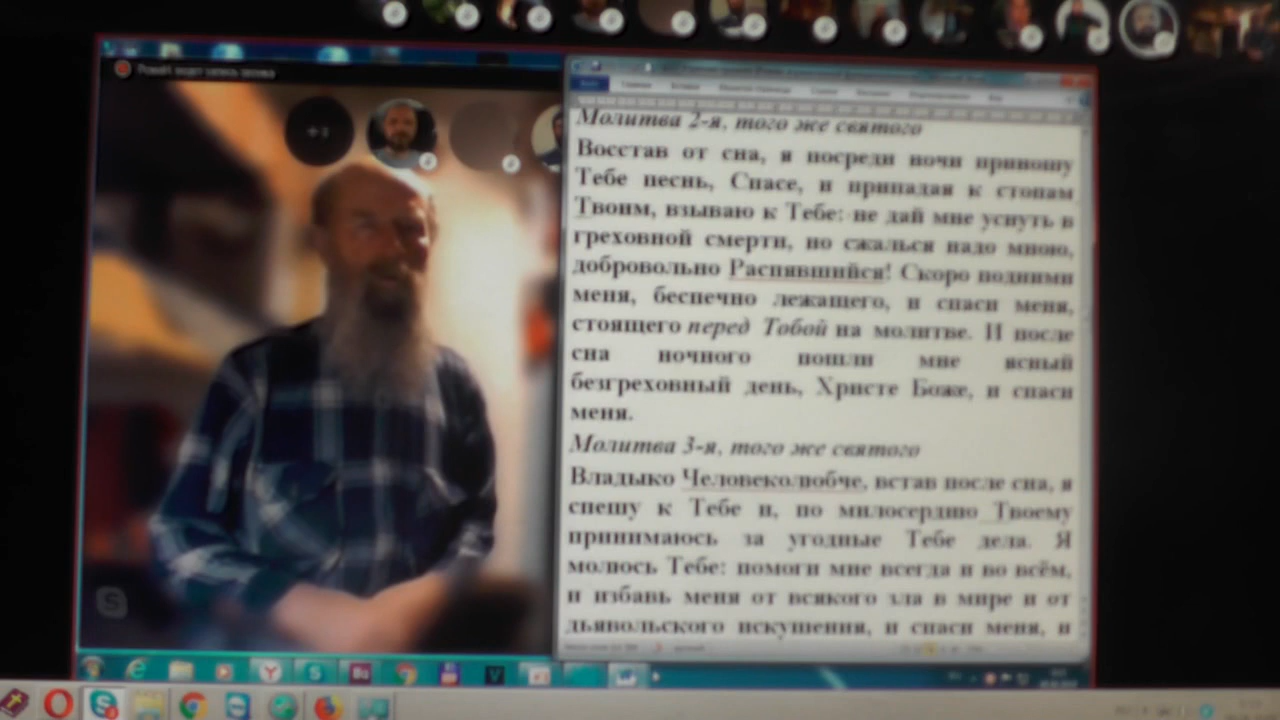 Молитва 2-я, того же святого
Восстав от сна, я посреди ночи приношу
Тебе песнь, Спасе, и припадая к стопам
Твоим, взываю к Тебе: не дай мне уснуть в
греховной смерти, но сжалься надо мною,
добровольно Распявшийся! Скоро подними
меня, беспечно лежащего, и спаси меня,
стоящего перед Тобой на молитве. И после
сна ночного пошли мне ясный
безгреховный день, Христе Боже, и спаси
меня.
Молитва 3-я, того же святого
Владыко Человеколюбче, встав после сна, я
спешу к Тебе и, по милосердию Твоему
принимаюсь за угодные Тебе дела. Я
молюсь Тебе: помоги мне всегда и во всём,
и избавь меня от всякого зла в мире и от
дьявольского искушения, и спаси меня, и